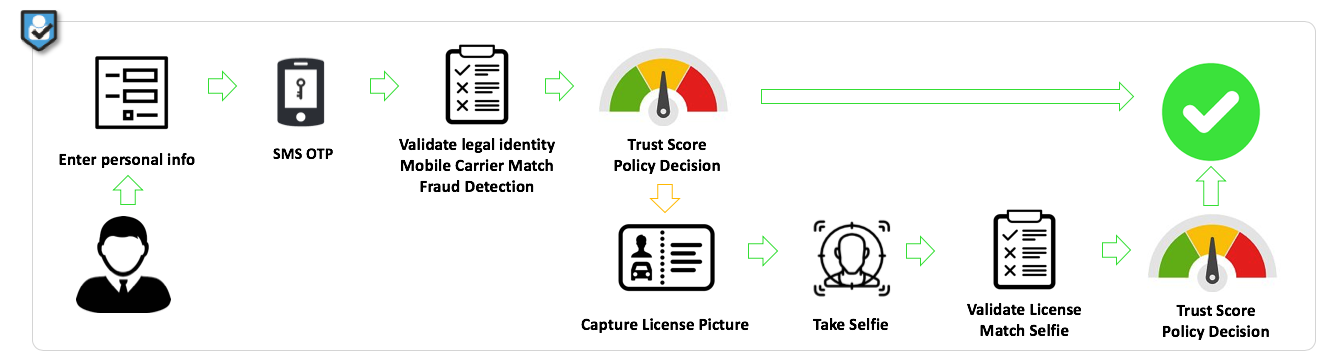 Enter personal info
SMS OTP
Validate legal identity
Mobile Carrier Match
Fraud Detection
Trust Score
Policy Decision
Capture License Picture
Take Selfie
Validate License
Match Selfie
Trust Score
Policy Decision